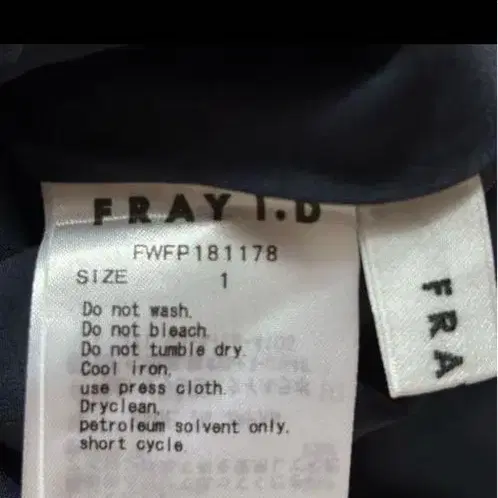 FRAY I.D
FWFP181178
SIZE 1
Do not wash.
Do not bleach.
Do not tumble dry.
Cool iron,
use press cloth.
Dryclean,
petroleum solvent only.
short cycle.
FRA